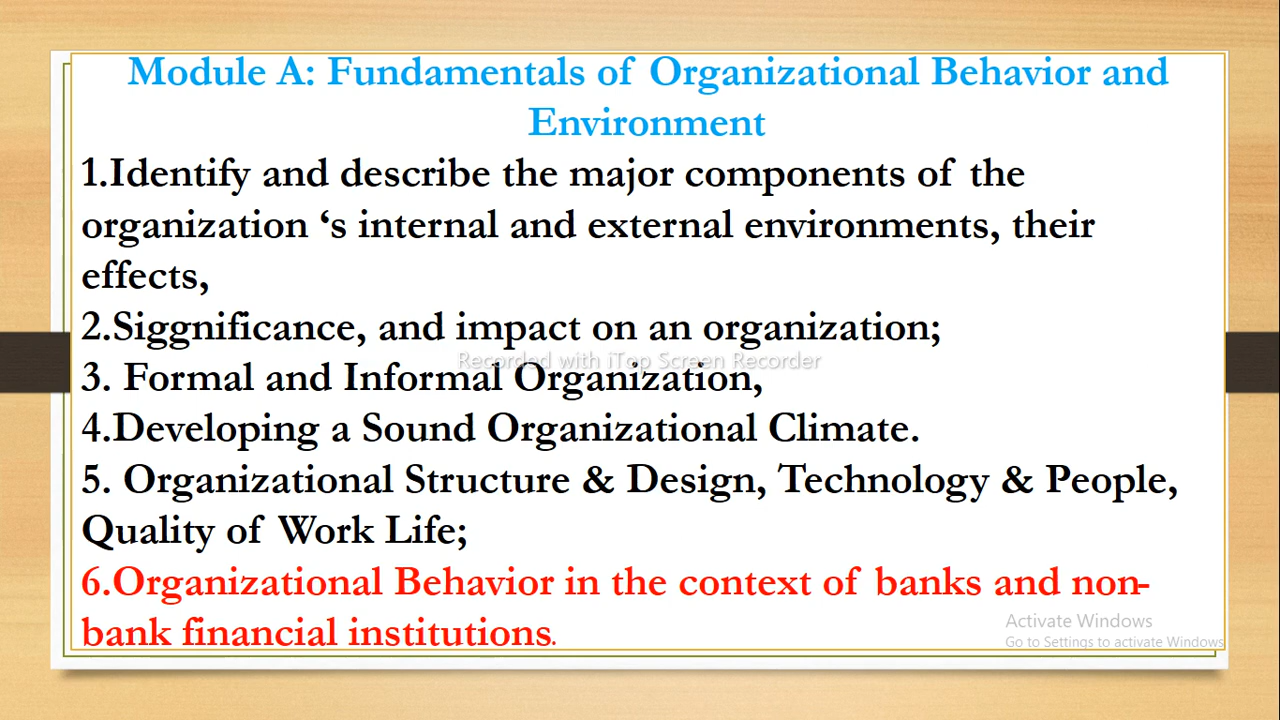 Module A: Fundamentals of Organizational Behavior and
Environment
1.Identify and describe the major components of the
organization ‘s internal and external environments, their
effects,
2.Siggnificance, and impact on an organization;
Recorded with iTop Screen Recorder
3. Formal and Informal Organization,
4.Developing a Sound Organizational Climate.
5. Organizational Structure & Design, Technology & People,
Quality of Work Life;
6.Organizational Behavior in the context of banks and non-
bank financial institutions.
Activate Windows
Go to Settings to activate Windows.